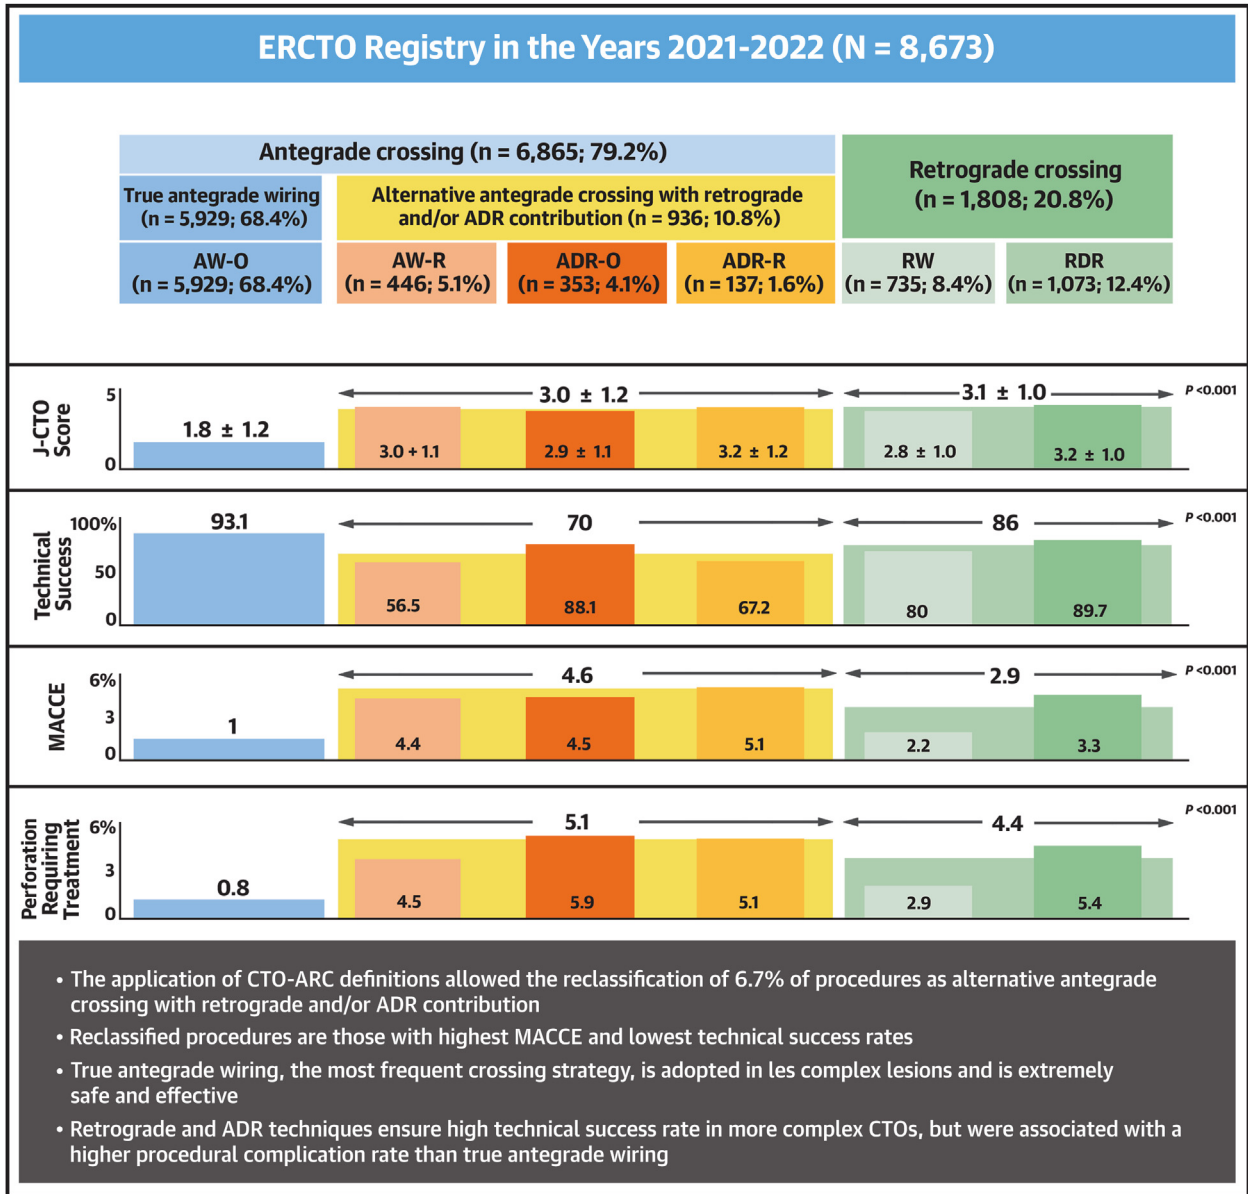 ERCTO Registry in the Years 2021-2022 (N = 8,673)
Antegrade crossing (n = 6,865; 79.2%)
Retrograde crossing
(n = 1,808; 20.8%)
True antegrade wiring
(n = 5,929; 68.4%)
Alternative antegrade crossing with retrograde
and/or ADR contribution (n = 936; 10.8%)
AW-O
(n = 5,929; 68.4%)
AW-R
(n = 446; 5.1%)
ADR-O
(n = 353; 4.1%)
ADR-R
(n = 137; 1.6%)
RW
(n = 735; 8.4%)
RDR
(n = 1,073; 12.4%)
J-CTO
Score
5
0
1.8 ± 1.2
3.0 ± 1.2
3.1 ± 1.0
P <0.001
3.0 + 1.1
2.9 ± 1.1
3.2 ± 1.2
2.8 ± 1.0
3.2 ± 1.0
Technical
Success
100%
50
0
93.1
70
86
P <0.001
56.5
88.1
67.2
80
89.7
MACCE
6%
3
0
1
4.6
2.9
P <0.001
4.4
4.5
5.1
2.2
3.3
Perforation
Requiring
Treatment
6%
3
0
0.8
5.1
4.4
P <0.001
4.5
5.9
5.1
2.9
5.4
• The application of CTO-ARC definitions allowed the reclassification of 6.7% of procedures as alternative antegrade
crossing with retrograde and/or ADR contribution
• Reclassified procedures are those with highest MACCE and lowest technical success rates
• True antegrade wiring, the most frequent crossing strategy, is adopted in les complex lesions and is extremely
safe and effective
• Retrograde and ADR techniques ensure high technical success rate in more complex CTOs, but were associated with a
higher procedural complication rate than true antegrade wiring